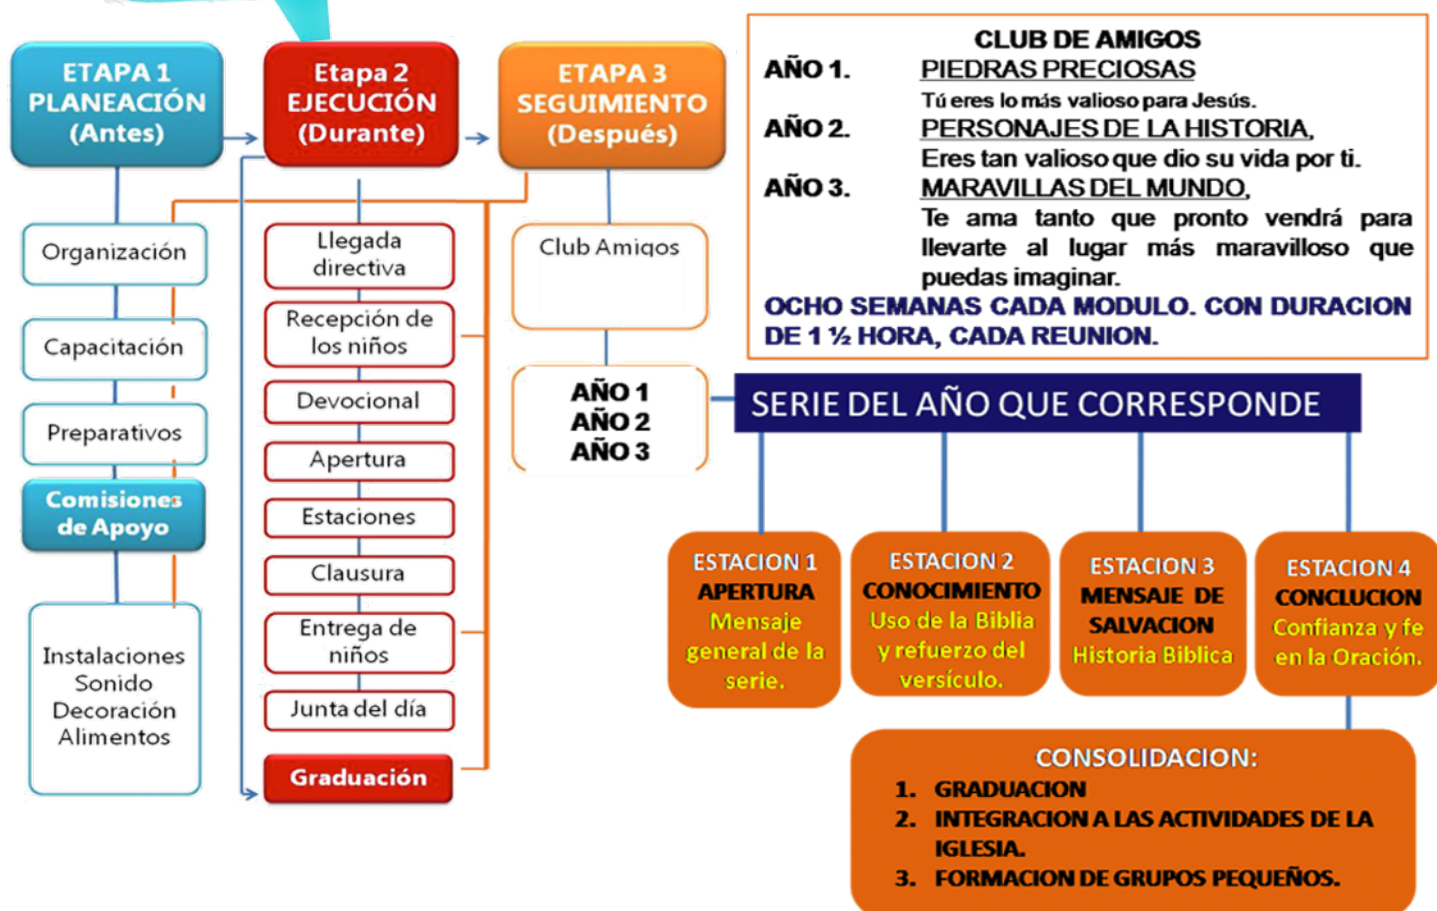 ETAPA 1
PLANEACIÓN
(Antes)
Organización
Capacitación
Preparativos
Comisiones
de Apoyo
Instalaciones
Sonido
Decoración
Alimentos
Etapa 2
EJECUCIÓN
(Durante)
Llegada
directiva
Recepción de
los niños
Devocional
Apertura
Estaciones
Clausura
Entrega de
niños
Junta del día
Graduación
ETAPA 3
SEGUIMIENTO
(Después)
Club Amigos
AÑO 1
AÑO 2
AÑO 3
CLUB DE AMIGOS
AÑO 1. PIEDRAS PRECIOSAS
Tú eres lo más valioso para Jesús.
AÑO 2. PERSONAJES DE LA HISTORIA,
Eres tan valioso que dio su vida por ti.
AÑO 3. MARAVILLAS DEL MUNDO,
Te ama tanto que pronto vendrá para
llevarte al lugar más maravilloso que
puedas imaginar.
OCHO SEMANAS CADA MODULO. CON DURACION
DE 1 ½ HORA, CADA REUNION.
SERIE DEL AÑO QUE CORRESPONDE
ESTACION 1
APERTURA
Mensaje
general de la
serie.
ESTACION 2
CONOCIMIENTO
Uso de la Biblia
y refuerzo del
versículo.
ESTACION 3
MENSAJE DE
SALVACION
Historia Biblica
ESTACION 4
CONCLUCION
Confianza y fe
en la Oración.
CONSOLIDACION:
1. GRADUACION
2. INTEGRACION A LAS ACTIVIDADES DE LA
IGLESIA.
3. FORMACION DE GRUPOS PEQUEÑOS.